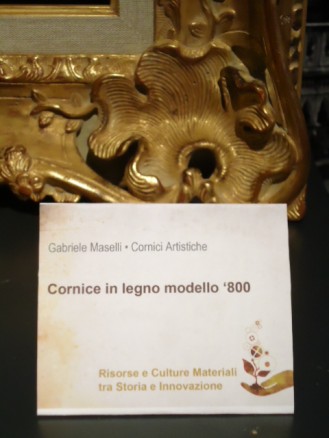 Gabriele Maselli • Cornici Artistiche
Cornice in legno modello ‘800
Risorse e Culture Materiali
tra Storia e Innovazione